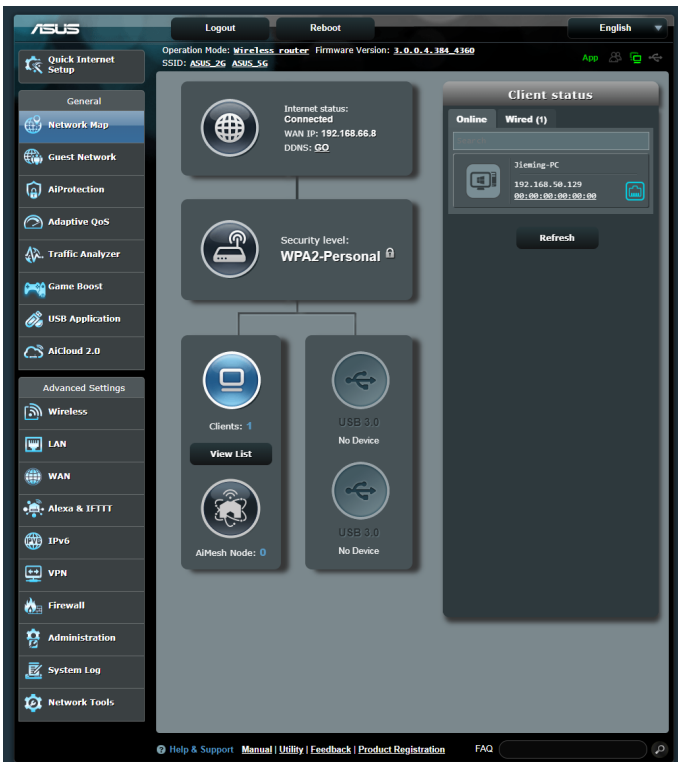 ASUS
Logout
Reboot
English
Operation Mode: Wireless router Firmware Version: 3.0.0.4.384_4360
SSID: ASUS_2G ASUS_5G
App
Quick Internet
Setup
General
Network Map
Guest Network
AiProtection
Adaptive QoS
Traffic Analyzer
Game Boost
USB Application
AiCloud 2.0
Advanced Settings
Wireless
LAN
WAN
Alexa & IFTTT
IPv6
VPN
Firewall
Administration
System Log
Network Tools
Internet status:
Connected
WAN IP: 192.168.66.8
DDNS: GO
Security level:
WPA2-Personal
Clients: 1
View List
AiMesh Node: 0
USB 3.0
No Device
USB 3.0
No Device
Client status
Online
Wired (1)
Search
Jieming-PC
192.168.50.129
00:00:00:00:00:00
Refresh
Help & Support Manual | Utility | Feedback | Product Registration
FAQ